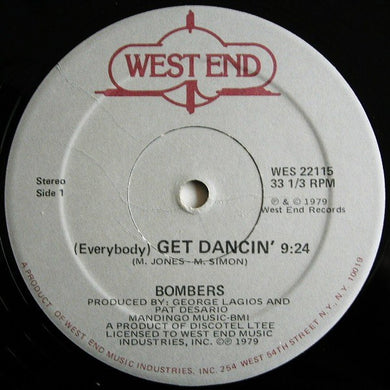 WEST END
Stereo
Side 1
WES 22115
33 1/3 RPM
℗ & © 1979
West End Records
(Everybody) GET DANCIN' 9:24
(M. JONES - M. SIMON)
BOMBERS
PRODUCED BY: GEORGE LAGIOS AND
PAT DESARIO
MANDINGO MUSIC-BMI
A PRODUCT OF DISCOTEL LTEE
LICENSED TO WEST END MUSIC
INDUSTRIES, INC. ©℗ 1979
A PRODUCT OF WEST END MUSIC INDUSTRIES, INC. 254 WEST 54TH STREET N.Y., N.Y. 10019